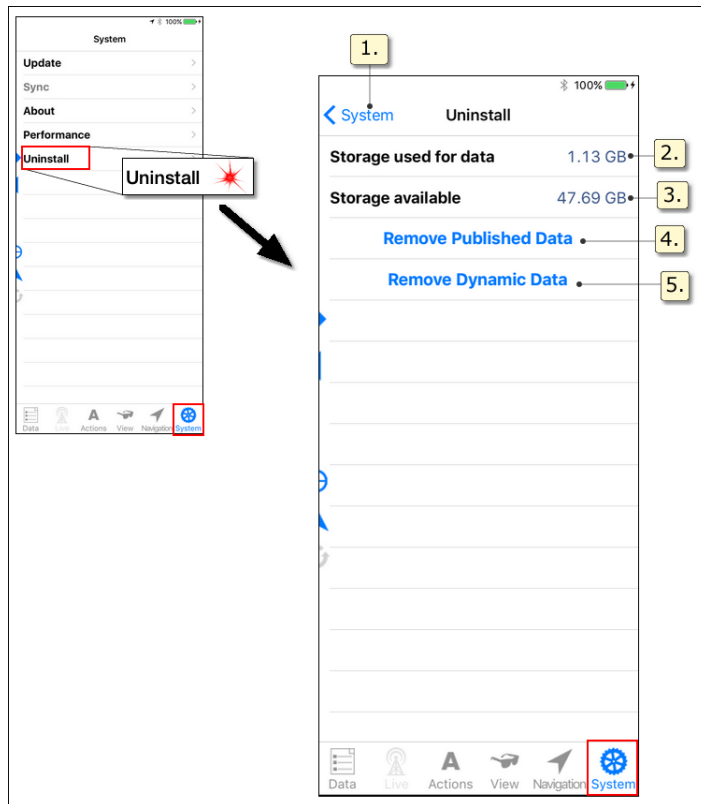 100%
System
Update
Sync
About
Performance
Uninstall
Uninstall
Data Live Actions View Navigation System
1.
100%
System Uninstall
Storage used for data 1.13 GB 2.
Storage available 47.69 GB 3.
Remove Published Data 4.
Remove Dynamic Data 5.
A
Data Live Actions View Navigation System